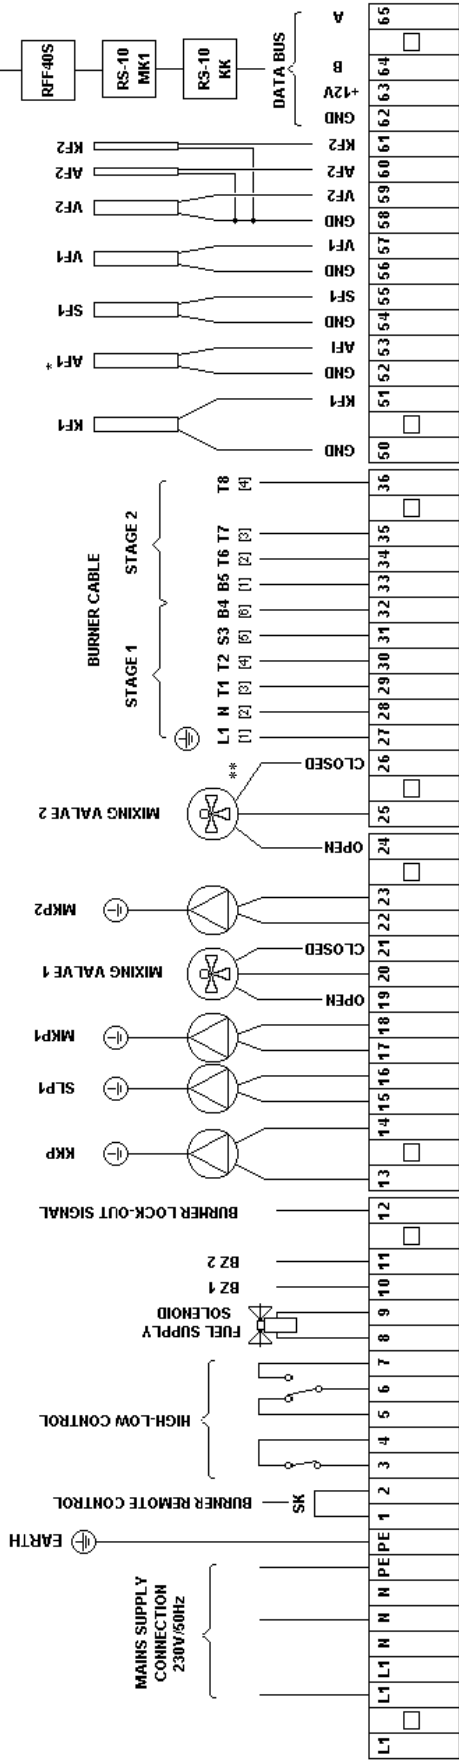 A 65
B 64
+12V 63
GND 62
DATA BUS
RS-10
KK
RS-10
MK1
RFF40S
KF2 KF2 61
AF2 AF2 60
VF2 VF2 59
GND 58
VF1 VF1 57
GND 56
SF1 SF1 55
GND 54
AF1 * AFI 53
GND 52
KF1 KF1 51
GND 50
BURNER CABLE
STAGE 2
STAGE 1
T8 [4] 36
T7 [3] 35
T6 [2] 34
B5 [1] 33
B4 [6] 32
S3 [5] 31
T2 [4] 30
T1 [3] 29
N [2] 28
L1 [1] 27
**
MIXING VALVE 2
CLOSED 26
25
OPEN 24
MKP2
23
22
MIXING VALVE 1
CLOSED 21
20
OPEN 19
MKP1
18
17
SLP1
16
15
KKP
14
13
BURNER LOCK-OUT SIGNAL 12
BZ 2 11
BZ 1 10
FUEL SUPPLY
SOLENOID
9
8
HIGH-LOW CONTROL
7
6
5
4
3
BURNER REMOTE CONTROL SK
2
1
EARTH PE
PE
MAINS SUPPLY
CONNECTION
230V/50Hz
N
N
N
L1
L1
L1